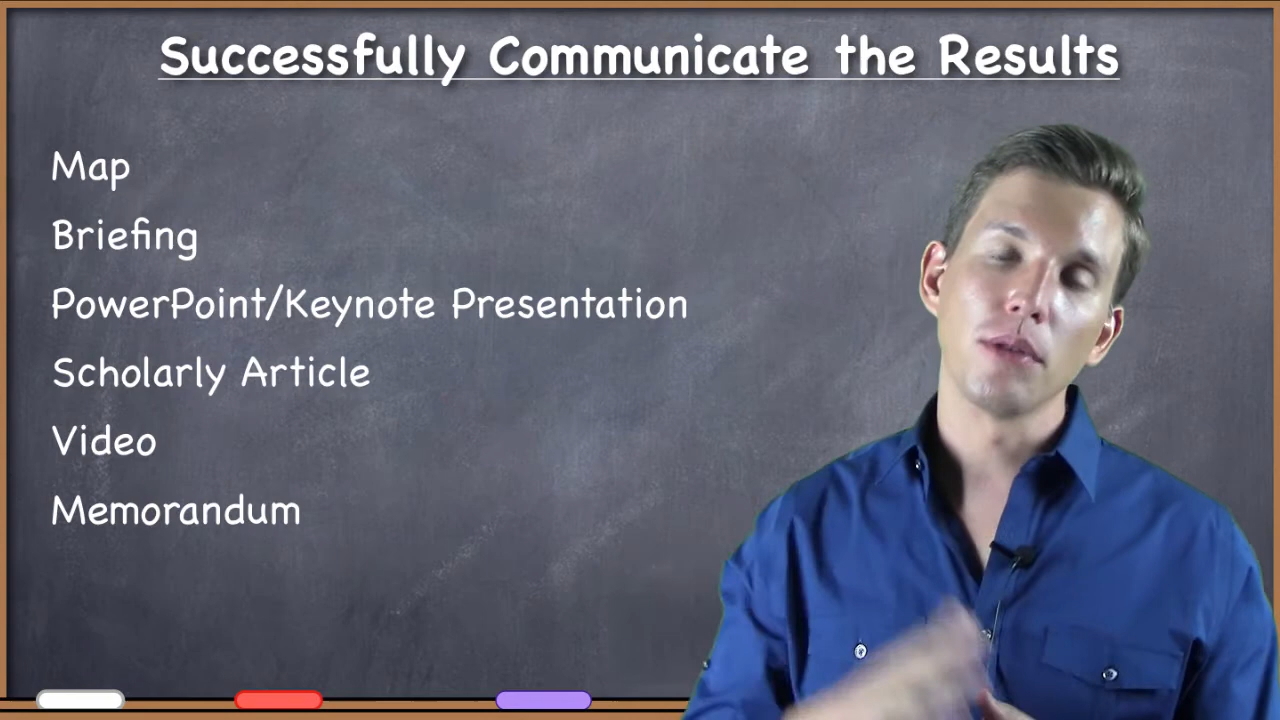 Successfully Communicate the Results
Map
Briefing
PowerPoint/Keynote Presentation
Scholarly Article
Video
Memorandum